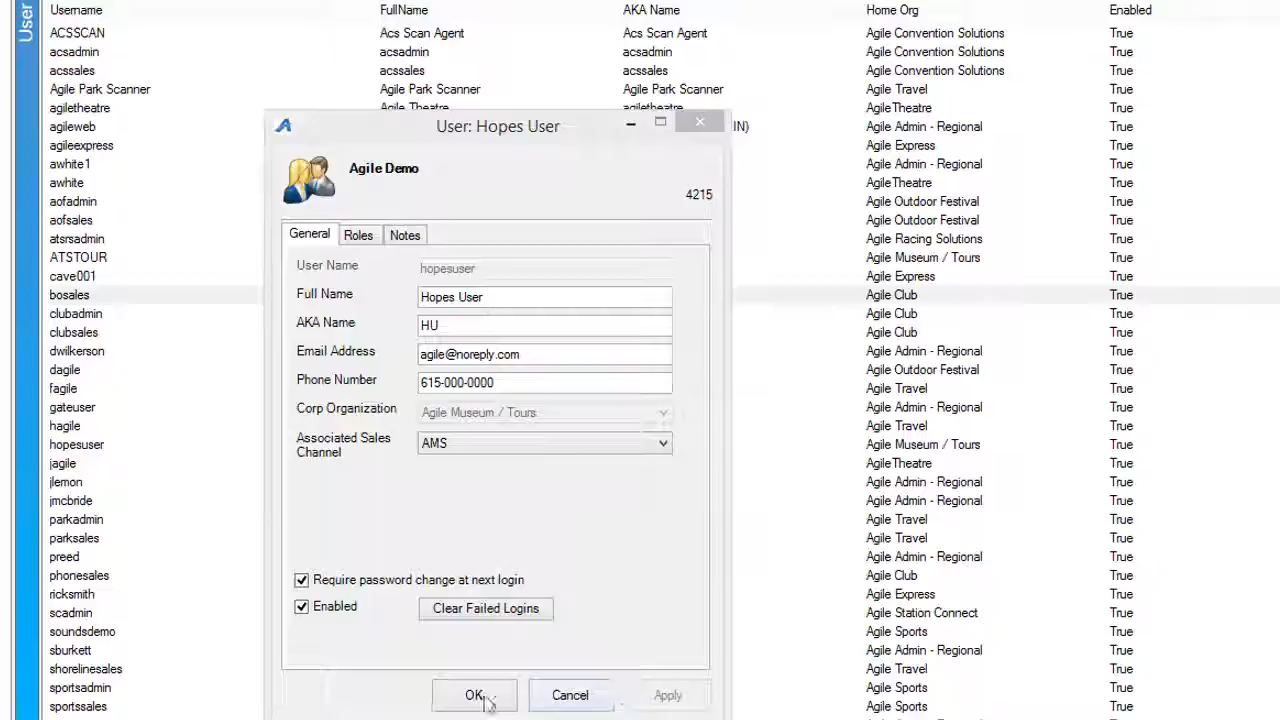 User
Username FullName AKA Name Home Org Enabled
ACSSCAN Acs Scan Agent Acs Scan Agent Agile Convention Solutions True
acsadmin acsadmin acsadmin Agile Convention Solutions True
acssales acssales acssales Agile Convention Solutions True
Agile Park Scanner Agile Park Scanner Agile Park Scanner Agile Travel True
agiletheatre Agile Theatre agiletheatre AgileTheatre True
agileweb IN) Agile Admin - Regional True
agileexpress Agile Express True
awhite1 Agile Admin - Regional True
awhite AgileTheatre True
aofadmin Agile Outdoor Festival True
aofsales Agile Outdoor Festival True
atsrsadmin Agile Racing Solutions True
ATSTOUR Agile Museum / Tours True
cave001 Agile Express True
bosales Agile Club True
clubadmin Agile Club True
clubsales Agile Club True
dwilkerson Agile Admin - Regional True
dagile Agile Outdoor Festival True
fagile Agile Travel True
gateuser Agile Admin - Regional True
hagile Agile Travel True
hopesuser Agile Museum / Tours True
jagile AgileTheatre True
jlemon Agile Admin - Regional True
jmcbride Agile Admin - Regional True
parkadmin Agile Travel True
parksales Agile Travel True
preed Agile Admin - Regional True
phonesales Agile Club True
ricksmith Agile Express True
scadmin Agile Station Connect True
soundsdemo Agile Sports True
sburkett Agile Admin - Regional True
shorelinesales Agile Travel True
sportsadmin Agile Sports True
sportssales Agile Sports True
User: Hopes User
Agile Demo
4215
General Roles Notes
User Name hopesuser
Full Name Hopes User
AKA Name HU
Email Address agile@noreply.com
Phone Number 615-000-0000
Corp Organization Agile Museum / Tours
Associated Sales Channel AMS
Require password change at next login
Enabled Clear Failed Logins
OK Cancel Apply